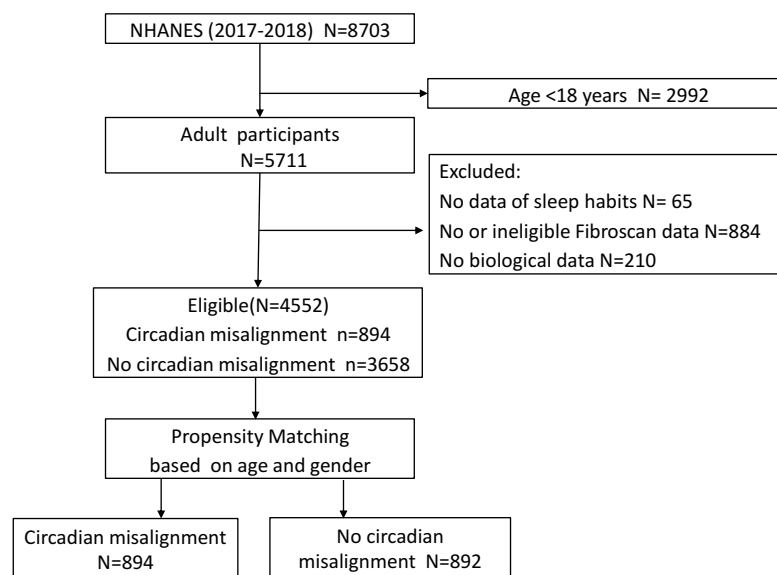 NHANES (2017-2018) N=8703
Age <18 years N= 2992
Adult participants
N=5711
Excluded:
No data of sleep habits N= 65
No or ineligible Fibroscan data N=884
No biological data N=210
Eligible(N=4552)
Circadian misalignment n=894
No circadian misalignment n=3658
Propensity Matching
based on age and gender
Circadian misalignment
N=894
No circadian
misalignment N=892